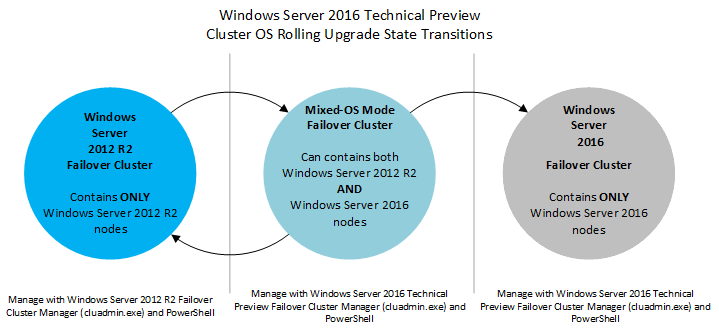 Windows Server 2016 Technical Preview
Cluster OS Rolling Upgrade State Transitions
Windows
Server
2012 R2
Failover Cluster
Contains ONLY
Windows Server 2012 R2
nodes
Mixed-OS Mode
Failover Cluster
Can contains both
Windows Server 2012 R2
AND
Windows Server 2016
nodes
Windows
Server
2016
Failover Cluster
Contains ONLY
Windows Server 2016
nodes
Manage with Windows Server 2012 R2 Failover
Cluster Manager (cluadmin.exe) and PowerShell
Manage with Windows Server 2016 Technical
Preview Failover Cluster Manager (cluadmin.exe) and
PowerShell
Manage with Windows Server 2016 Technical
Preview Failover Cluster Manager (cluadmin.exe) and
PowerShell